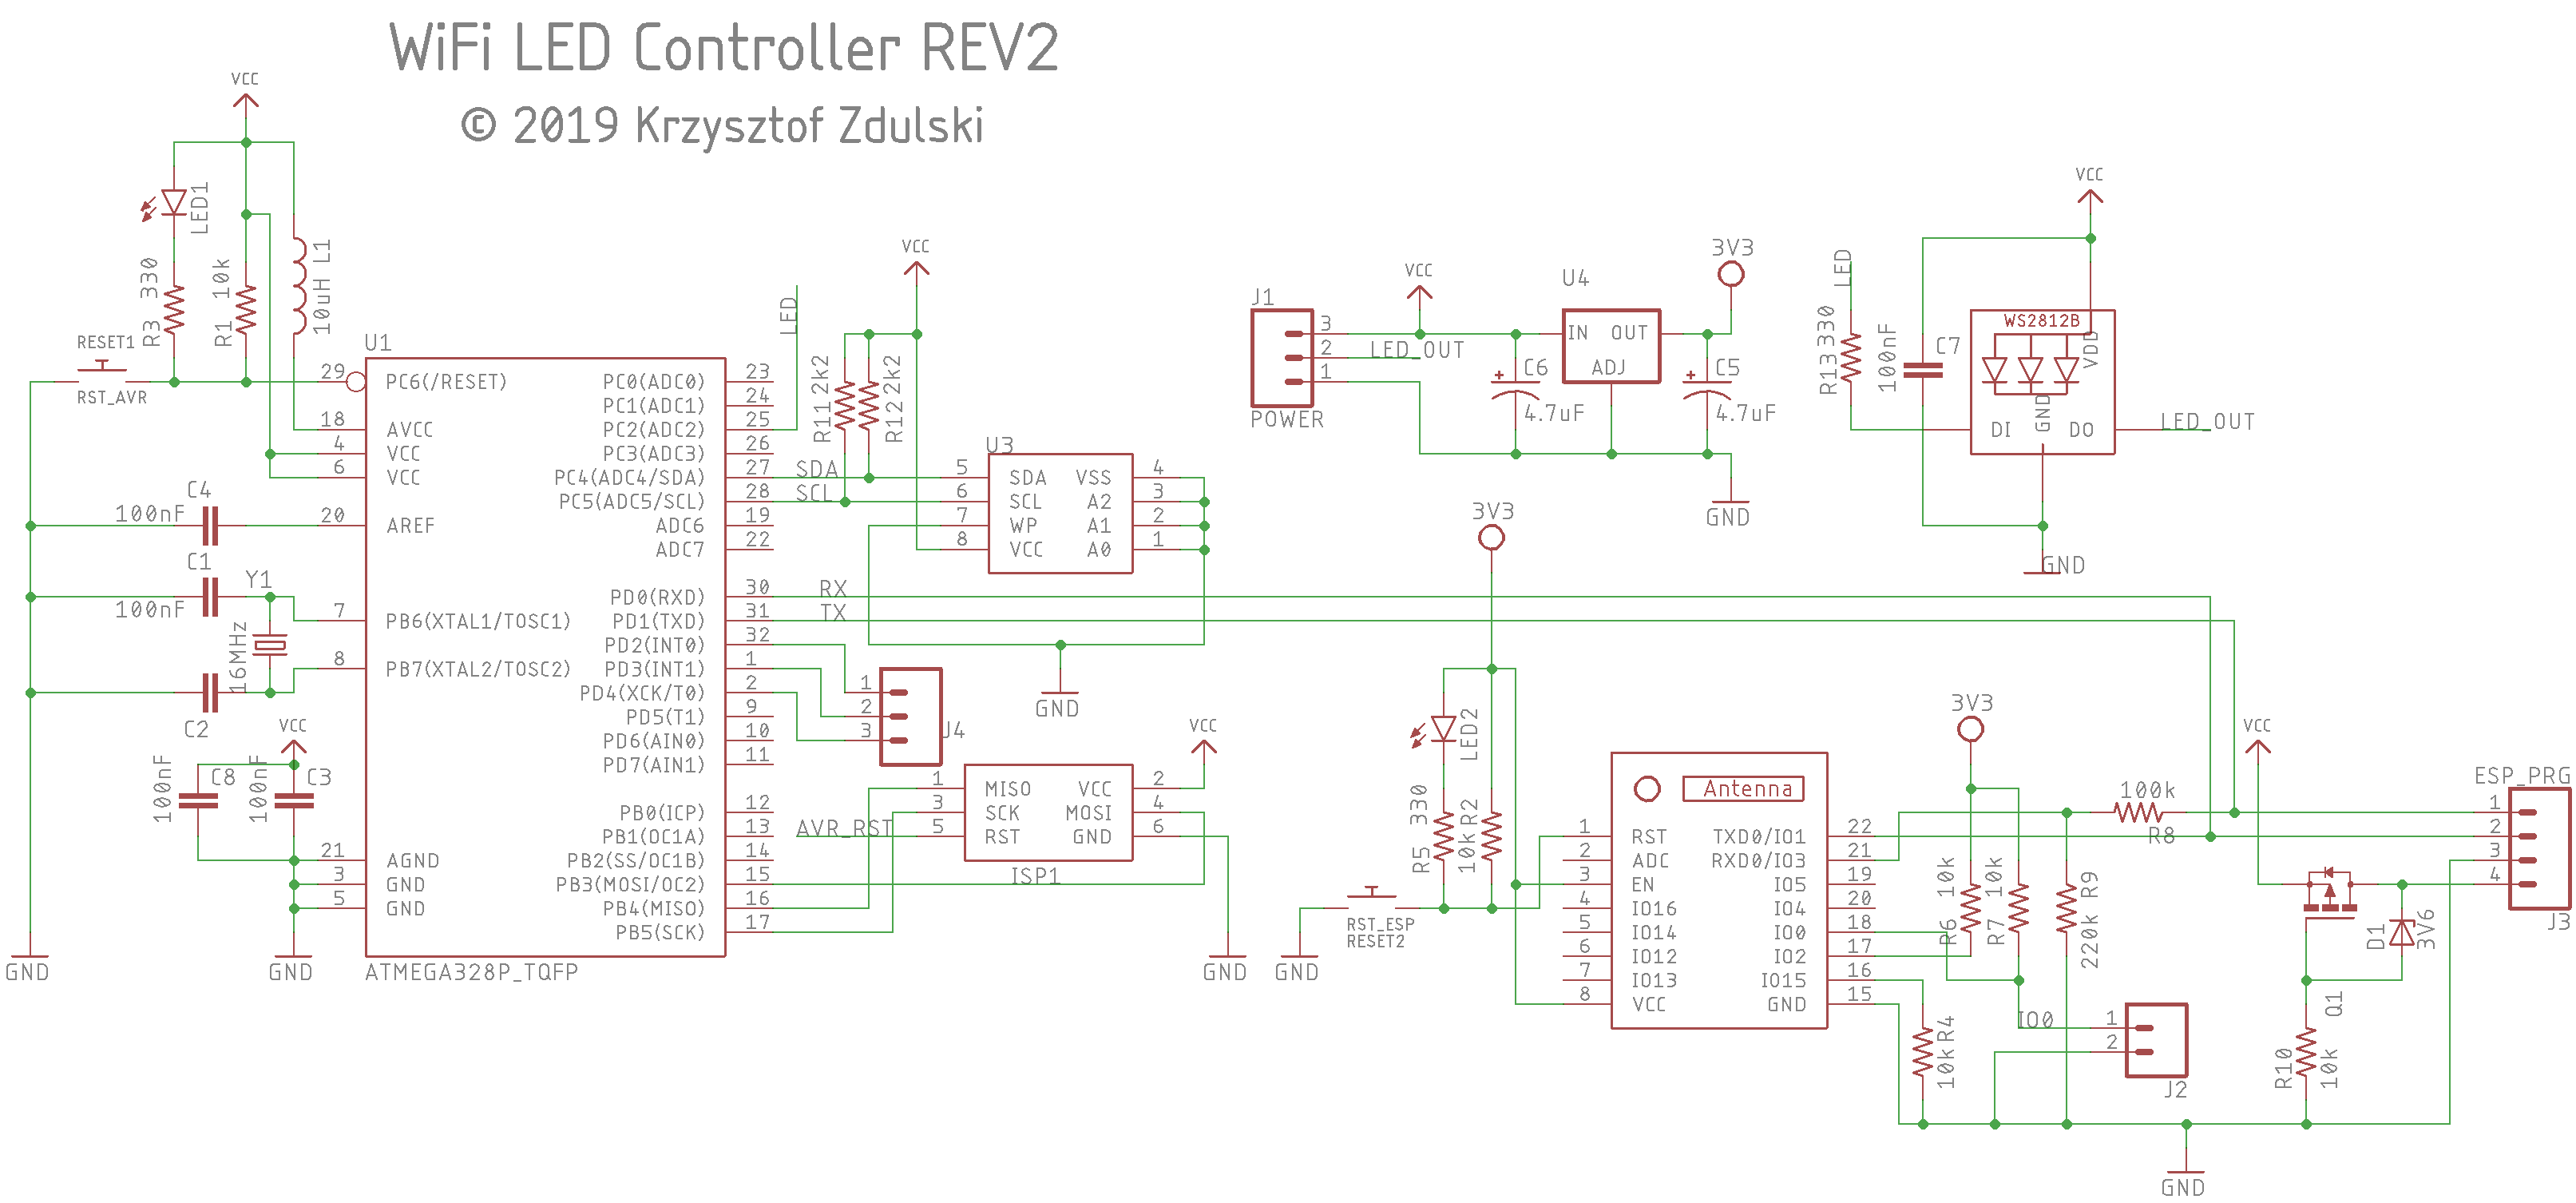 WiFi LED Controller REV2
© 2019 Krzysztof Zdulski
VCC
LED1
R3 330
R1 10k
10uH L1
RESET1
RST_AVR
C4
100nF
C1
100nF
Y1
16MHz
C2
VCC
100nF C8
100nF C3
GND
GND
U1
29 PC6(/RESET)
18 AVCC
4 VCC
6 VCC
20 AREF
7 PB6(XTAL1/TOSC1)
8 PB7(XTAL2/TOSC2)
21 AGND
3 GND
5 GND
PC0(ADC0) 23
PC1(ADC1) 24
PC2(ADC2) 25
PC3(ADC3) 26
PC4(ADC4/SDA) 27
PC5(ADC5/SCL) 28
ADC6 19
ADC7 22
PD0(RXD) 30
PD1(TXD) 31
PD2(INT0) 32
PD3(INT1) 1
PD4(XCK/T0) 2
PD5(T1) 9
PD6(AIN0) 10
PD7(AIN1) 11
PB0(ICP) 12
PB1(OC1A) 13
PB2(SS/OC1B) 14
PB3(MOSI/OC2) 15
PB4(MISO) 16
PB5(SCK) 17
ATMEGA328P_TQFP
LED
VCC
R11 2k2
R12 2k2
SDA
SCL
RX
TX
U3
5 SDA VSS 4
6 SCL A2 3
7 WP A1 2
8 VCC A0 1
GND
1
2
3
J4
VCC
1 MISO VCC 2
3 SCK MOSI 4
5 RST GND 6
AVR_RST
ISP1
GND
J1
3
2
1
POWER
VCC
LED_OUT
U4
IN OUT
ADJ
+ C6
4.7uF
+ C5
4.7uF
3V3
GND
LED
R13 330
100nF C7
VCC
WS2812B
VDD
GND
DI DO
LED_OUT
GND
3V3
LED2
R5 330
10k R2
RST_ESP
RESET2
GND
Antenna
1 RST TXD0/IO1 22
2 ADC RXD0/IO3 21
3 EN IO5 19
4 IO16 IO4 20
5 IO14 IO0 18
6 IO12 IO2 17
7 IO13 IO15 16
8 VCC GND 15
3V3
R6 10k
R7 10k
220k R9
100k
R8
10k R4
IO0
1
2
J2
VCC
Q1
D1 3V6
R10 10k
GND
ESP_PRG
1
2
3
4
J3